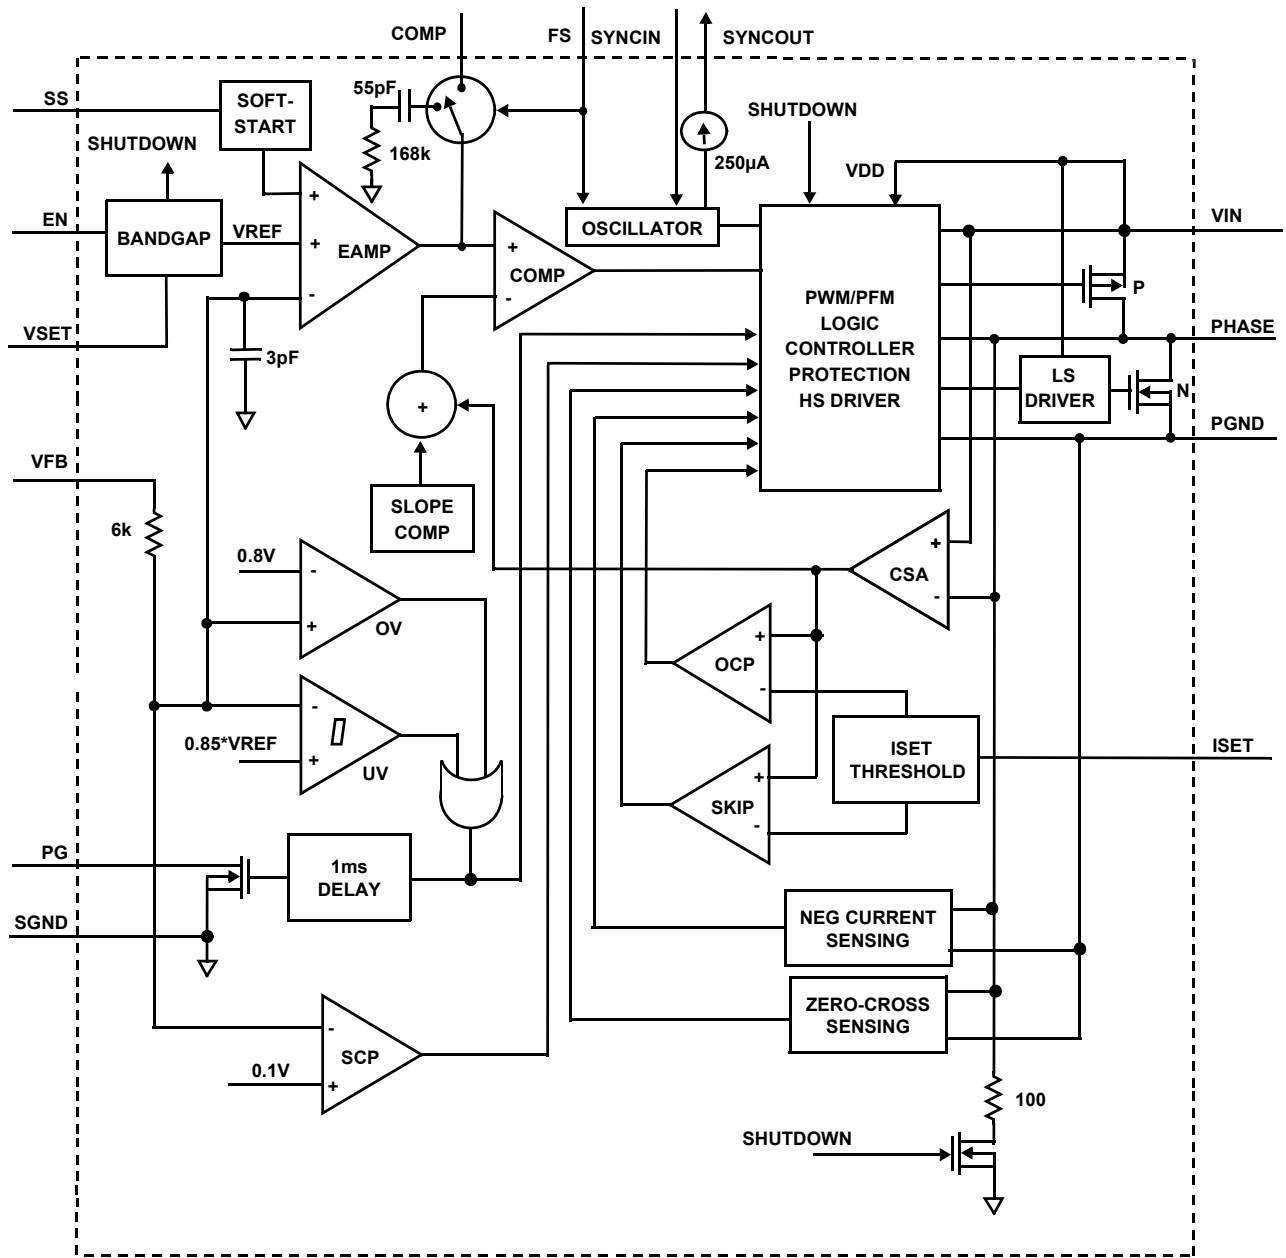 COMP
FS
SYNCIN
SYNCOUT
55pF
SS
SOFT-
START
SHUTDOWN
SHUTDOWN
168k
250µA
VDD
EN
BANDGAP
VREF
+
+
-
EAMP
OSCILLATOR
VIN
+
-
COMP
PWM/PFM
LOGIC
CONTROLLER
PROTECTION
HS DRIVER
P
VSET
3pF
PHASE
LS
DRIVER
N
+
PGND
VFB
SLOPE
COMP
6k
0.8V
-
+
OV
+
-
CSA
+
-
OCP
0.85*VREF
-
+
UV
ISET
THRESHOLD
ISET
+
-
SKIP
PG
1ms
DELAY
SGND
NEG CURRENT
SENSING
ZERO-CROSS
SENSING
-
+
SCP
0.1V
100
SHUTDOWN